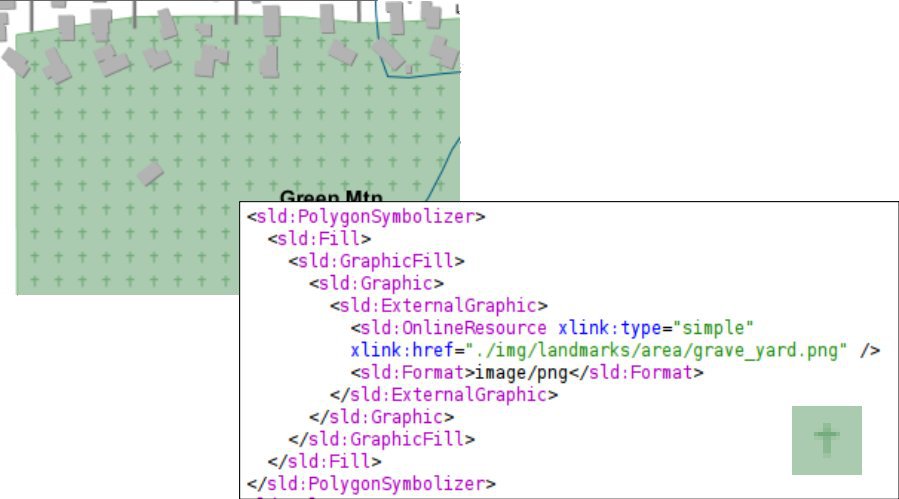 Green Mtn
<sld:PolygonSymbolizer>
<sld:Fill>
<sld:GraphicFill>
<sld:Graphic>
<sld:ExternalGraphic>
<sld:OnlineResource xlink:type="simple"
xlink:href="./img/landmarks/area/grave_yard.png" />
<sld:Format>image/png</sld:Format>
</sld:ExternalGraphic>
</sld:Graphic>
</sld:GraphicFill>
</sld:Fill>
</sld:PolygonSymbolizer>